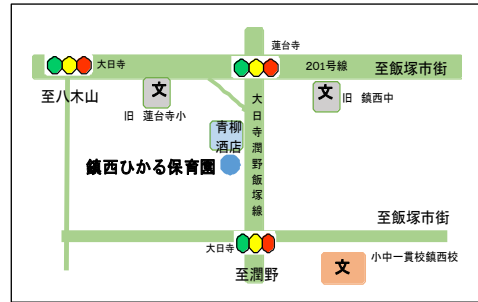 蓮台寺
大日寺
201号線
至飯塚市街
至八木山
文
旧 蓮台寺小
文
旧 鎮西中
大日寺潤野飯塚線
青柳
酒店
鎮西ひかる保育園
至飯塚市街
大日寺
至潤野
文
小中一貫校鎮西校